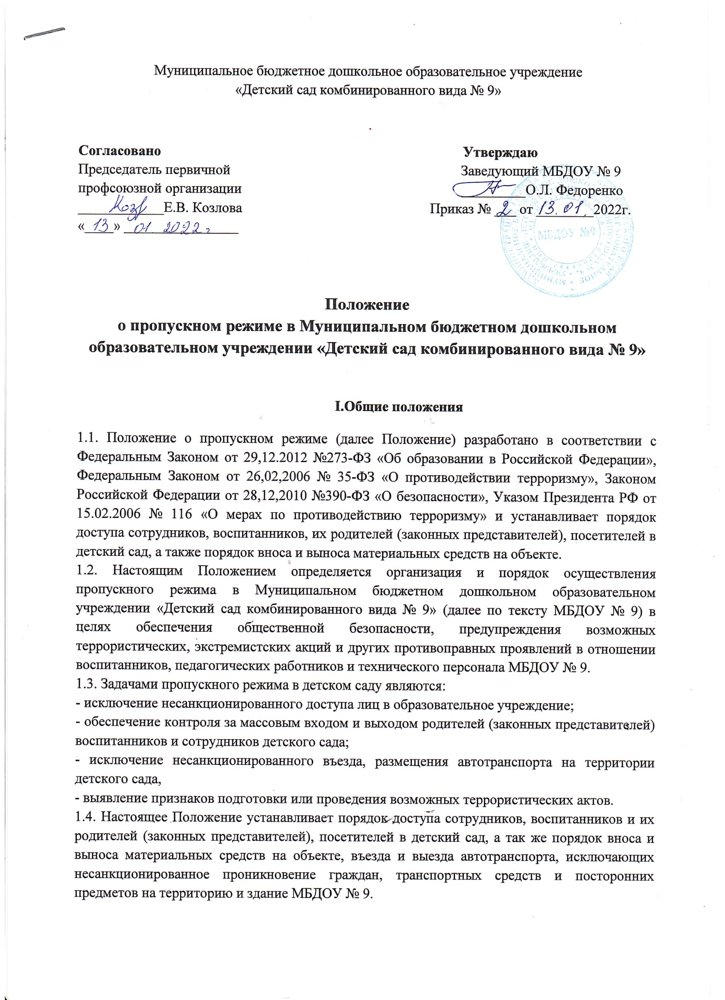 Муниципальное бюджетное дошкольное образовательное учреждение
«Детский сад комбинированного вида № 9»
Согласовано
Председатель первичной
профсоюзной организации
Е.В. Козлова
«13» 01 2022 г
Утверждаю
Заведующий МБДОУ № 9
О.Л. Федоренко
Приказ № 2 от 13.01. 2022г.
МБДОУ №9
Положение
о пропускном режиме в Муниципальном бюджетном дошкольном
образовательном учреждении «Детский сад комбинированного вида № 9»
I.Общие положения
1.1. Положение о пропускном режиме (далее Положение) разработано в соответствии с
Федеральным Законом от 29,12.2012 №273-ФЗ «Об образовании в Российской Федерации»,
Федеральным Законом от 26,02,2006 № 35-ФЗ «О противодействии терроризму», Законом
Российской Федерации от 28,12,2010 №390-ФЗ «О безопасности», Указом Президента РФ от
15.02.2006 № 116 «О мерах по противодействию терроризму» и устанавливает порядок
доступа сотрудников, воспитанников, их родителей (законных представителей), посетителей в
детский сад, а также порядок вноса и выноса материальных средств на объекте.
1.2. Настоящим Положением определяется организация и порядок осуществления
пропускного режима в Муниципальном бюджетном дошкольном образовательном
учреждении «Детский сад комбинированного вида № 9» (далее по тексту МБДОУ № 9) в
целях обеспечения общественной безопасности, предупреждения возможных
террористических, экстремистских акций и других противоправных проявлений в отношении
воспитанников, педагогических работников и технического персонала МБДОУ № 9.
1.3. Задачами пропускного режима в детском саду являются:
- исключение несанкционированного доступа лиц в образовательное учреждение;
- обеспечение контроля за массовым входом и выходом родителей (законных представителей)
воспитанников и сотрудников детского сада;
- исключение несанкционированного въезда, размещения автотранспорта на территории
детского сада,
- выявление признаков подготовки или проведения возможных террористических актов.
1.4. Настоящее Положение устанавливает порядок доступа сотрудников, воспитанников и их
родителей (законных представителей), посетителей в детский сад, а так же порядок вноса и
выноса материальных средств на объекте, въезда и выезда автотранспорта, исключающих
несанкционированное проникновение граждан, транспортных средств и посторонних
предметов на территорию и здание МБДОУ № 9.